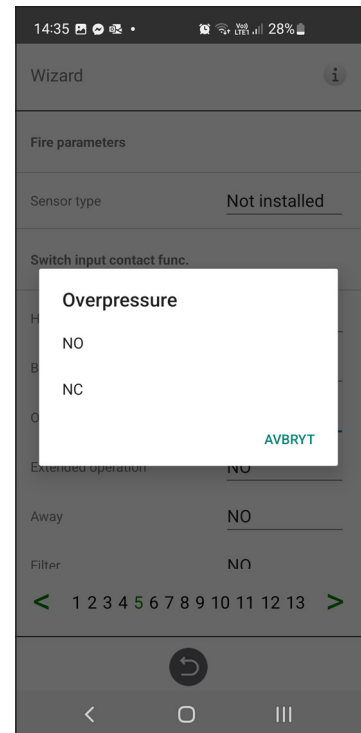 14:35 28%
Wizard i
Fire parameters
Sensor type Not installed
Switch input contact func.
Overpressure
H
NO
B
NC
O
AVBRYT
Extended operation NO
Away NO
Filter NO
< 1 2 3 4 5 6 7 8 9 10 11 12 13 >